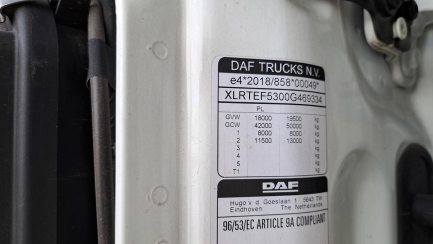 DAF TRUCKS N.V.
e4*2018/858*00049*
XLRTEF5300G469334
PL
GVW 18000 19500 kg
GCW 42000 50000 kg
1 8000 8000 kg
2 11500 13000 kg
3 kg
4 kg
5 kg
T1 kg
DAF
Hugo v. d. Goeslaan 1 5643 TW
Eindhoven The Netherlands
96/53/EC ARTICLE 9A COMPLIANT